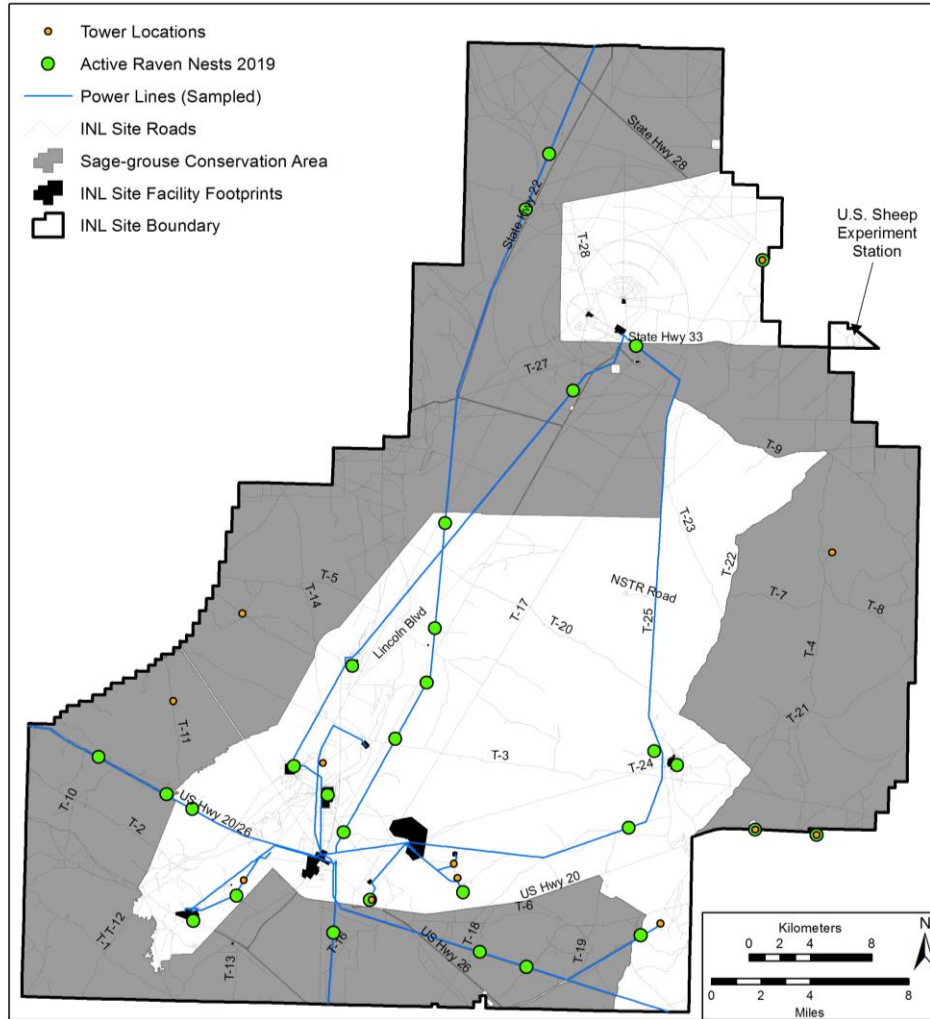 Tower Locations
Active Raven Nests 2019
Power Lines (Sampled)
INL Site Roads
Sage-grouse Conservation Area
INL Site Facility Footprints
INL Site Boundary
State Hwy 28
State Hwy 22
U.S. Sheep
Experiment
Station
T-28
State Hwy 33
T-27
T-9
T-23
T-22
T-5
T-14
NSTR Road
T-7
T-8
T-17
T-25
T-20
Lincoln Blvd
T-4
T-11
T-21
T-3
T-24
T-10
US Hwy 20/26
T-2
US Hwy 20
T-6
T-12
T-1
T-16
T-18
T-19
US Hwy 26
T-13
Kilometers
0 2 4 8
N
0 2 4 8
Miles